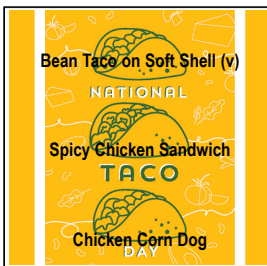 Bean Taco on Soft Shell (v)
NATIONAL
Spicy Chicken Sandwich
TACO
Chicken Corn Dog
DAY